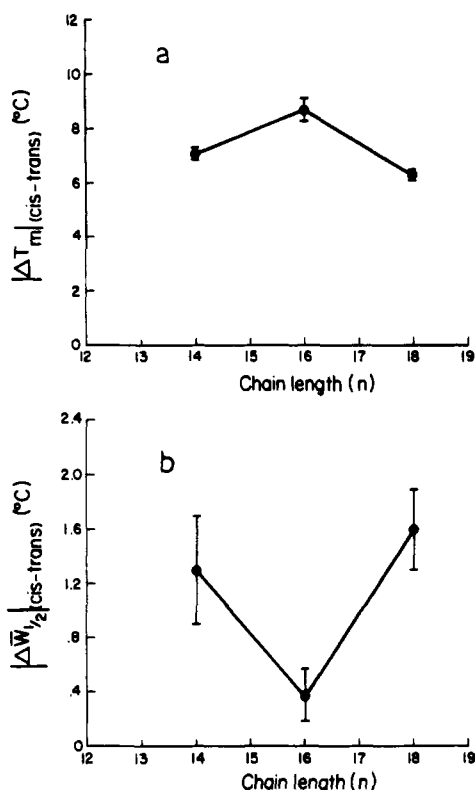 a
|ΔTm|(cis-trans) (°C)
12
10
8
6
4
2
0
12 13 14 15 16 17 18 19
Chain length (n)
b
|ΔW̅1/2|(cis-trans) (°C)
2.4
2.0
1.6
1.2
.8
.4
0
12 13 14 15 16 17 18 19
Chain length (n)